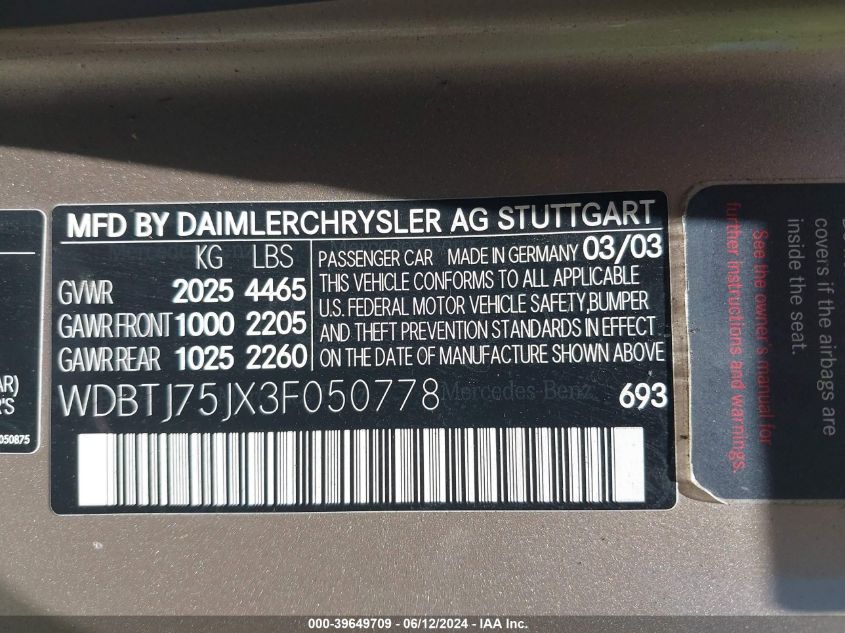 MFD BY DAIMLERCHRYSLER AG STUTTGART
KG LBS
GVWR 2025 4465
GAWR FRONT 1000 2205
GAWR REAR 1025 2260
PASSENGER CAR MADE IN GERMANY 03/03
THIS VEHICLE CONFORMS TO ALL APPLICABLE
U.S. FEDERAL MOTOR VEHICLE SAFETY, BUMPER
AND THEFT PREVENTION STANDARDS IN EFFECT
ON THE DATE OF MANUFACTURE SHOWN ABOVE
WDBTJ75JX3F050778 Mercedes-Benz 693
AR)
R'S
050875
covers if the airbags are
inside the seat.
See the owner's manual for
further instructions and warnings.
000-39649709 - 06/12/2024 - IAA Inc.